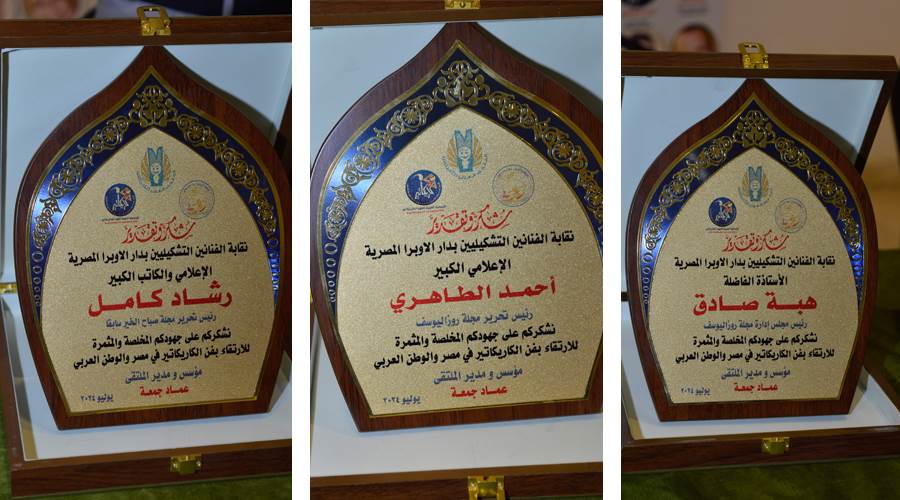 شكر وتقدير
نقابة الفنانين التشكيليين بدار الاوبرا المصرية
الإعلامي والكاتب الكبير
رشاد كامل
رئيس تحرير مجلة صباح الخير سابقا
نشكركم على جهودكم المخلصة والمثمرة
للارتقاء بفن الكاريكاتير في مصر والوطن العربي
مؤسس و مدير الملتقى
عماد جمعة
يوليو ٢٠٢٤
شكر وتقدير
نقابة الفنانين التشكيليين بدار الاوبرا المصرية
الإعلامي الكبير
أحمد الطاهري
رئيس تحرير مجلة روزاليوسف
نشكركم على جهودكم المخلصة والمثمرة
للارتقاء بفن الكاريكاتير في مصر والوطن العربي
مؤسس و مدير الملتقى
عماد جمعة
يوليو ٢٠٢٤
شكر وتقدير
نقابة الفنانين التشكيليين بدار الاوبرا المصرية
الأستاذة الفاضلة
هبة صادق
رئيس مجلس إدارة مجلة روزاليوسف
نشكركم على جهودكم المخلصة والمثمرة
للارتقاء بفن الكاريكاتير في مصر والوطن العربي
مؤسس و مدير الملتقى
عماد جمعة
يوليو ٢٠٢٤